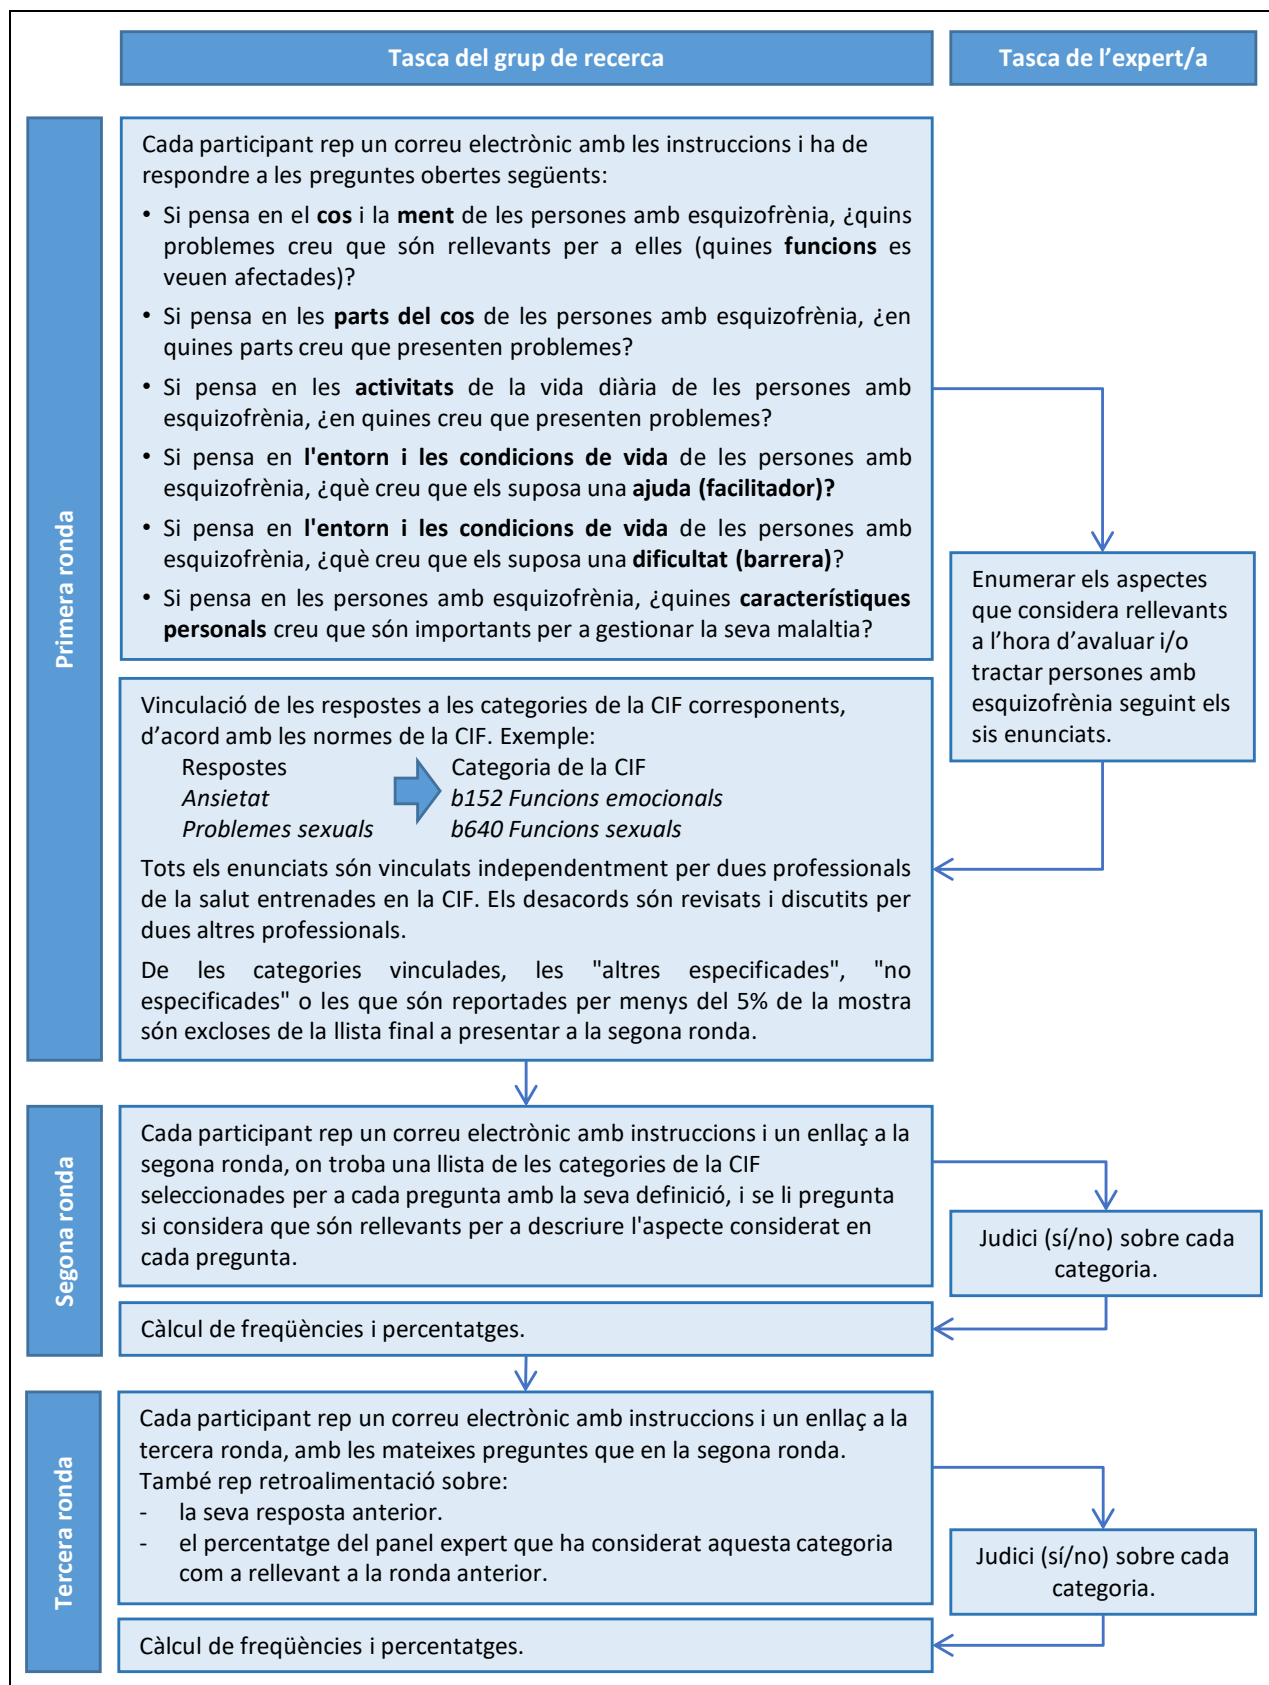 Tasca del grup de recerca
Tasca de l’expert/a
Primera ronda
Cada participant rep un correu electrònic amb les instruccions i ha de
respondre a les preguntes obertes següents:
• Si pensa en el cos i la ment de les persones amb esquizofrènia, ¿quins
problemes creu que són rellevants per a elles (quines funcions es
veuen afectades)?
• Si pensa en les parts del cos de les persones amb esquizofrènia, ¿en
quines parts creu que presenten problemes?
• Si pensa en les activitats de la vida diària de les persones amb
esquizofrènia, ¿en quines creu que presenten problemes?
• Si pensa en l'entorn i les condicions de vida de les persones amb
esquizofrènia, ¿què creu que els suposa una ajuda (facilitador)?
• Si pensa en l'entorn i les condicions de vida de les persones amb
esquizofrènia, ¿què creu que els suposa una dificultat (barrera)?
• Si pensa en les persones amb esquizofrènia, ¿quines característiques
personals creu que són importants per a gestionar la seva malaltia?
Enumerar els aspectes
que considera rellevants
a l’hora d’avaluar i/o
tractar persones amb
esquizofrènia seguint els
sis enunciats.
Vinculació de les respostes a les categories de la CIF corresponents,
d’acord amb les normes de la CIF. Exemple:
Respostes Categoria de la CIF
Ansietat b152 Funcions emocionals
Problemes sexuals b640 Funcions sexuals
Tots els enunciats són vinculats independentment per dues professionals
de la salut entrenades en la CIF. Els desacords són revisats i discutits per
dues altres professionals.
De les categories vinculades, les "altres especificades", "no
especificades" o les que són reportades per menys del 5% de la mostra
són excloses de la llista final a presentar a la segona ronda.
Segona ronda
Cada participant rep un correu electrònic amb instruccions i un enllaç a la
segona ronda, on troba una llista de les categories de la CIF
seleccionades per a cada pregunta amb la seva definició, i se li pregunta
si considera que són rellevants per a descriure l'aspecte considerat en
cada pregunta.
Judici (sí/no) sobre cada
categoria.
Càlcul de freqüències i percentatges.
Tercera ronda
Cada participant rep un correu electrònic amb instruccions i un enllaç a la
tercera ronda, amb les mateixes preguntes que en la segona ronda.
També rep retroalimentació sobre:
- la seva resposta anterior.
- el percentatge del panel expert que ha considerat aquesta categoria
com a rellevant a la ronda anterior.
Judici (sí/no) sobre cada
categoria.
Càlcul de freqüències i percentatges.